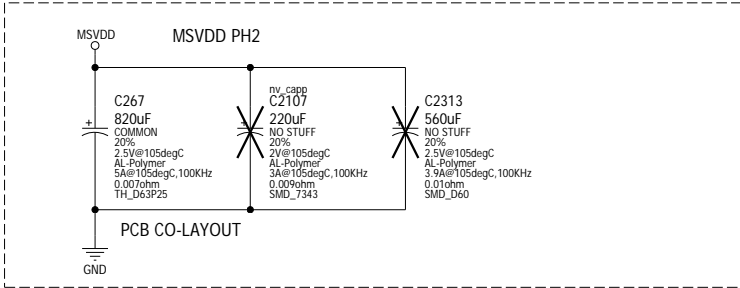 MSVDD
MSVDD PH2
C267
820uF
COMMON
20%
2.5V@105degC
AL-Polymer
5A@105degC,100KHz
0.007ohm
TH_D63P25
nv_capp
C2107
220uF
NO STUFF
20%
2V@105degC
AL-Polymer
3A@105degC,100KHz
0.009ohm
SMD_7343
C2313
560uF
NO STUFF
20%
2.5V@105degC
AL-Polymer
3.9A@105degC,100KHz
0.01ohm
SMD_D60
PCB CO-LAYOUT
GND